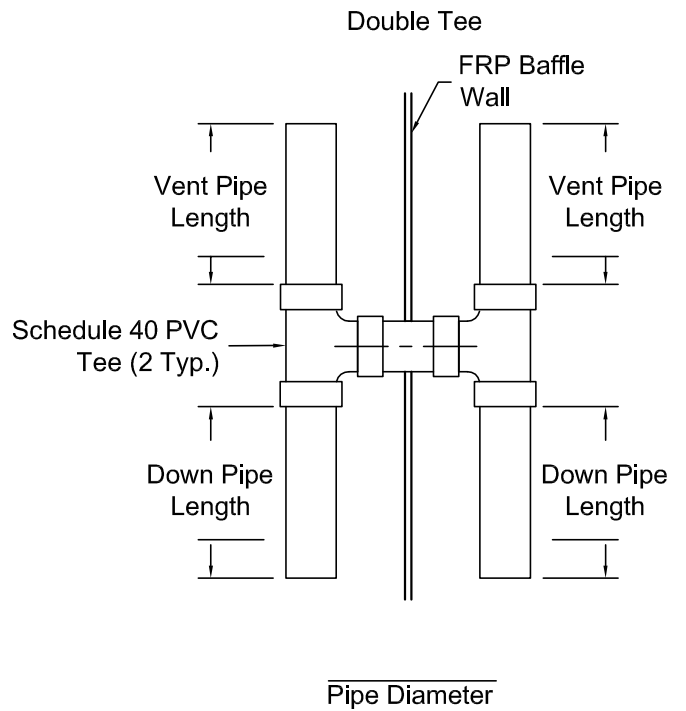 Double Tee
FRP Baffle
Wall
Vent Pipe
Length
Vent Pipe
Length
Schedule 40 PVC
Tee (2 Typ.)
Down Pipe
Length
Down Pipe
Length
Pipe Diameter